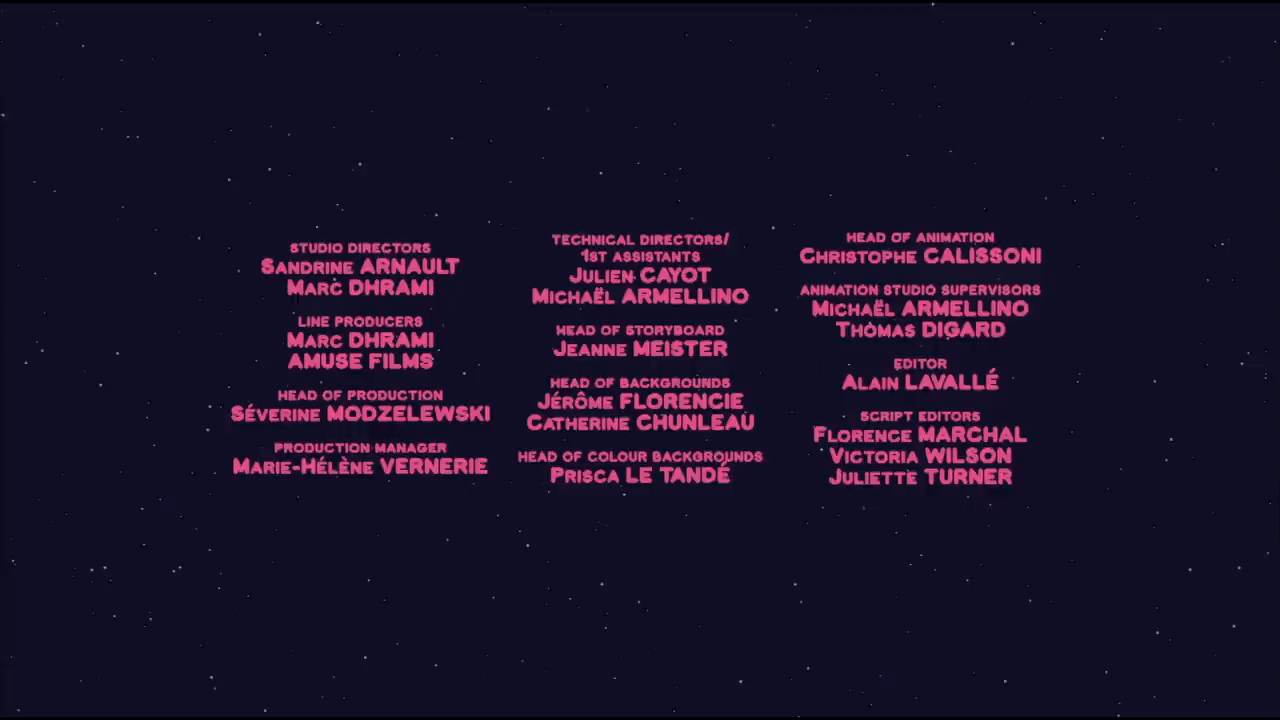 STUDIO DIRECTORS
SANDRINE ARNAULT
MARC DHRAMI
LINE PRODUCERS
MARC DHRAMI
AMUSE FILMS
HEAD OF PRODUCTION
SÉVERINE MODZELEWSKI
PRODUCTION MANAGER
MARIE-HÉLÈNE VERNERIE
TECHNICAL DIRECTORS/
1ST ASSISTANTS
JULIEN CAYOT
MICHAËL ARMELLINO
HEAD OF STORYBOARD
JEANNE MEISTER
HEAD OF BACKGROUNDS
JÉRÔME FLORENCIE
CATHERINE CHUNLEAU
HEAD OF COLOUR BACKGROUNDS
PRISCA LE TANDÉ
HEAD OF ANIMATION
CHRISTOPHE CALISSONI
ANIMATION STUDIO SUPERVISORS
MICHAËL ARMELLINO
THOMAS DIGARD
EDITOR
ALAIN LAVALLÉ
SCRIPT EDITORS
FLORENCE MARCHAL
VICTORIA WILSON
JULIETTE TURNER